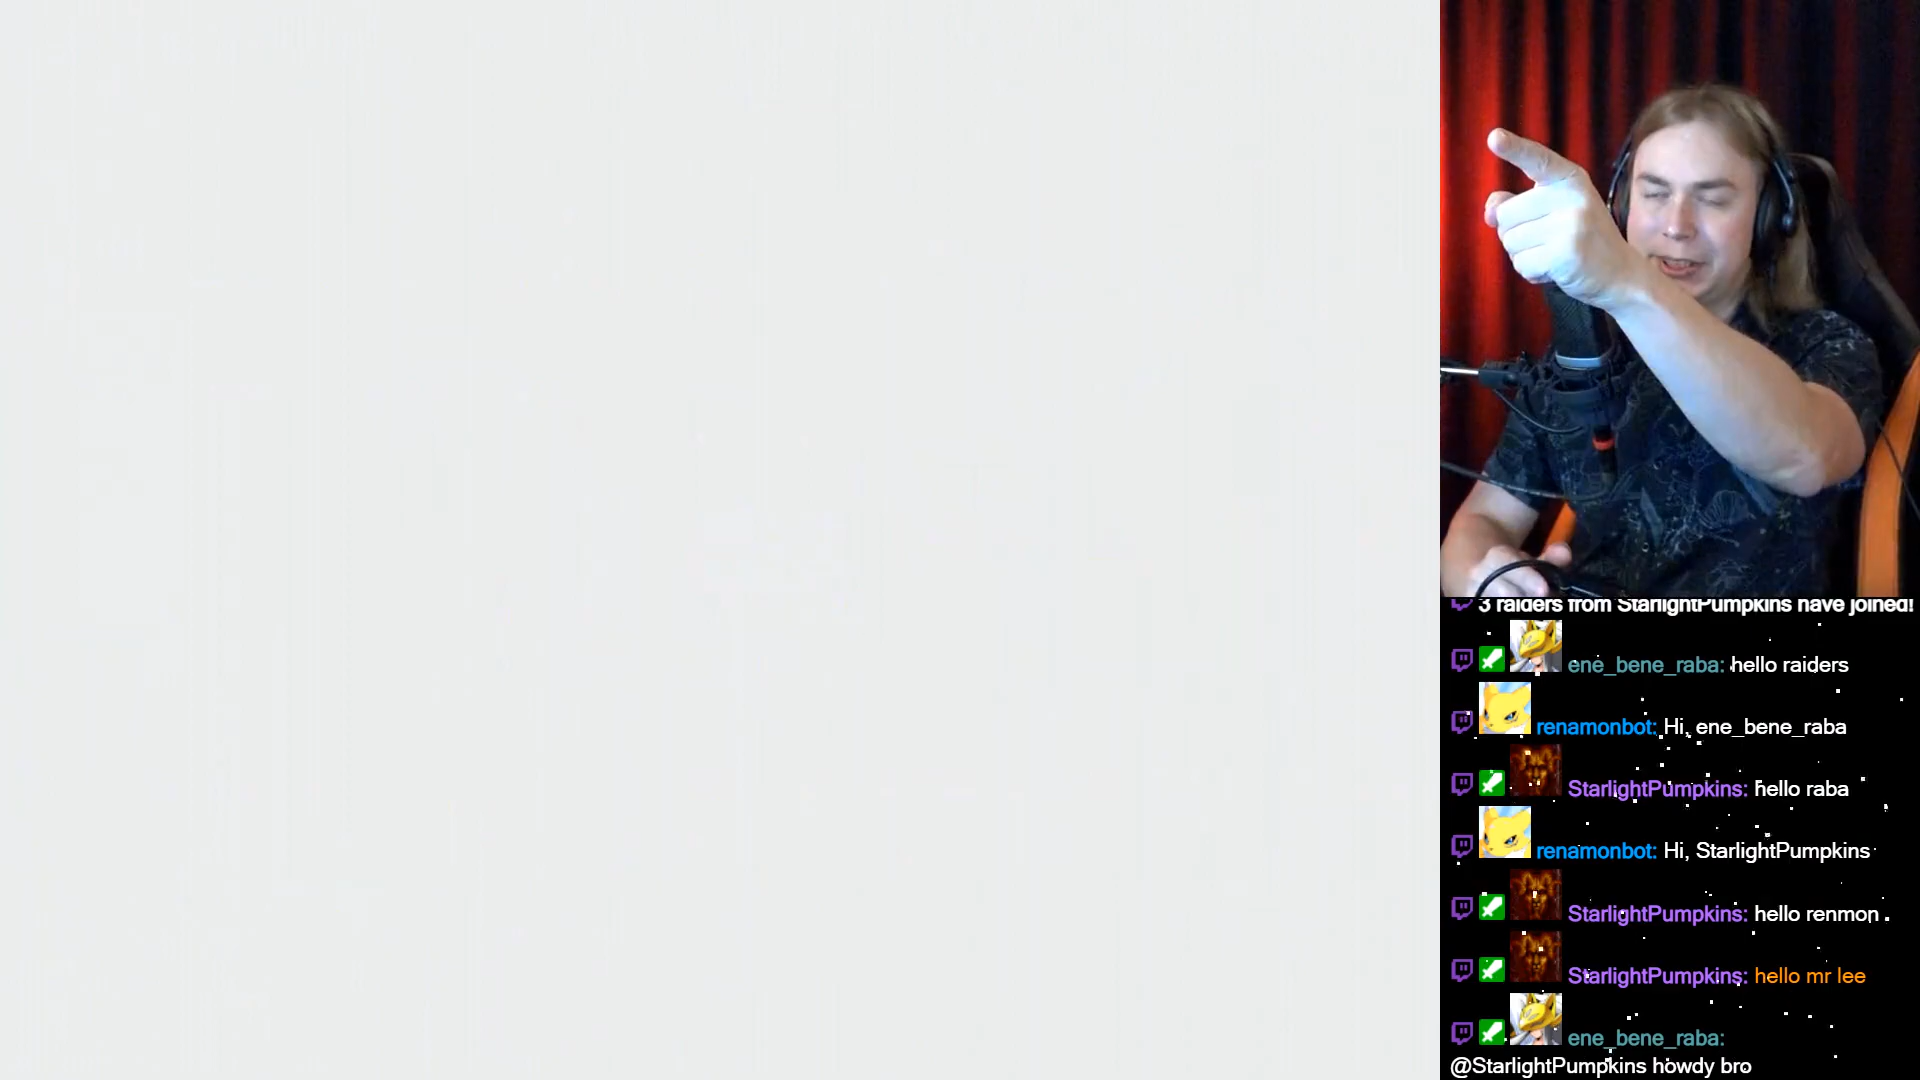 3 raiders from StarlightPumpkins have joined!
ene_bene_raba: hello raiders
renamonbot: Hi, ene_bene_raba
StarlightPumpkins: hello raba
renamonbot: Hi, StarlightPumpkins
StarlightPumpkins: hello renmon
StarlightPumpkins: hello mr lee
ene_bene_raba:
@StarlightPumpkins howdy bro